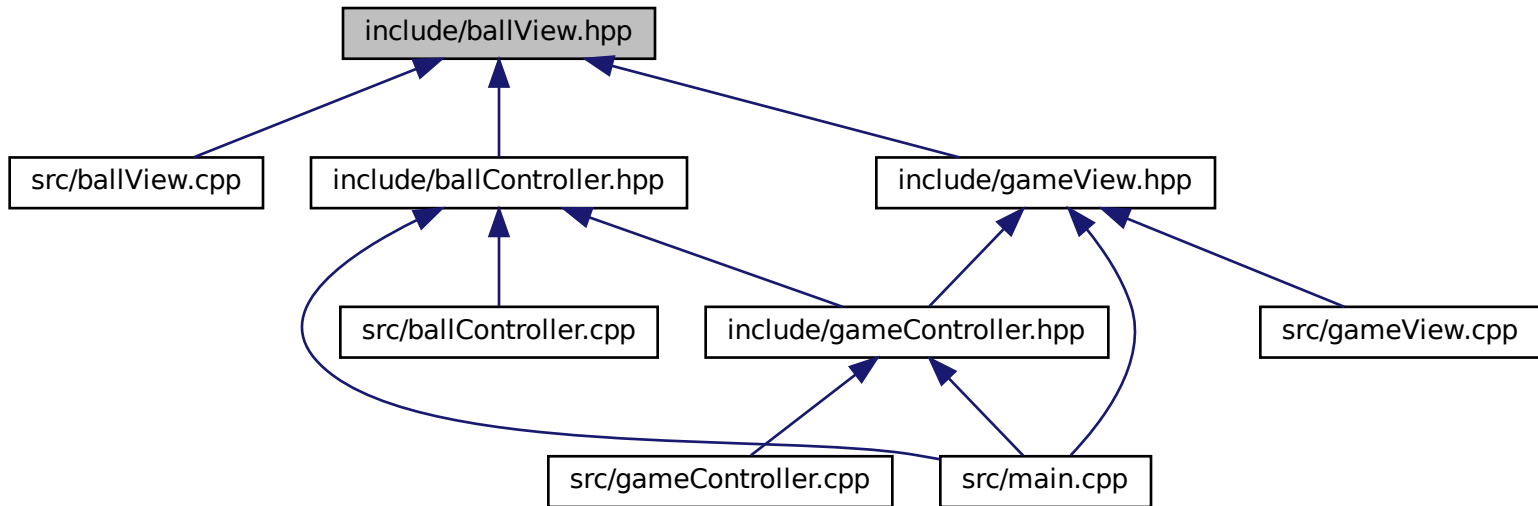 include/ballView.hpp
src/ballView.cpp
include/ballController.hpp
include/gameView.hpp
src/ballController.cpp
include/gameController.hpp
src/gameView.cpp
src/gameController.cpp
src/main.cpp